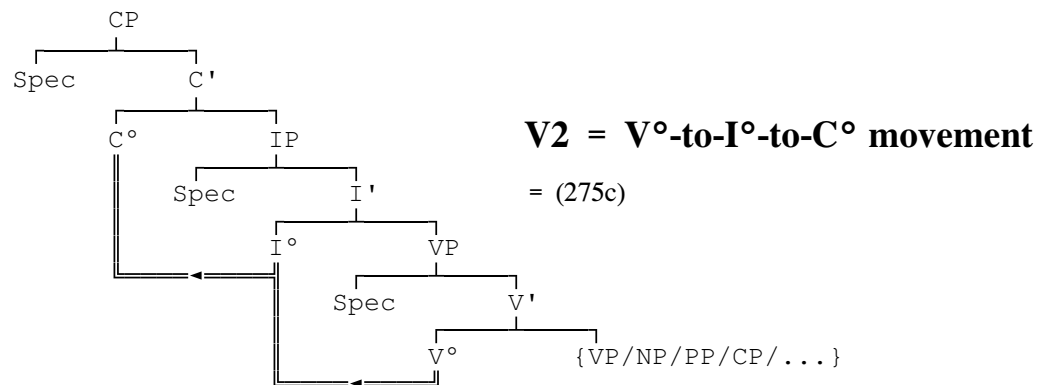 CP
Spec C'
C° IP
V2 = V°-to-I°-to-C° movement
Spec I'
= (275c)
I° VP
Spec V'
V° {VP/NP/PP/CP/...}